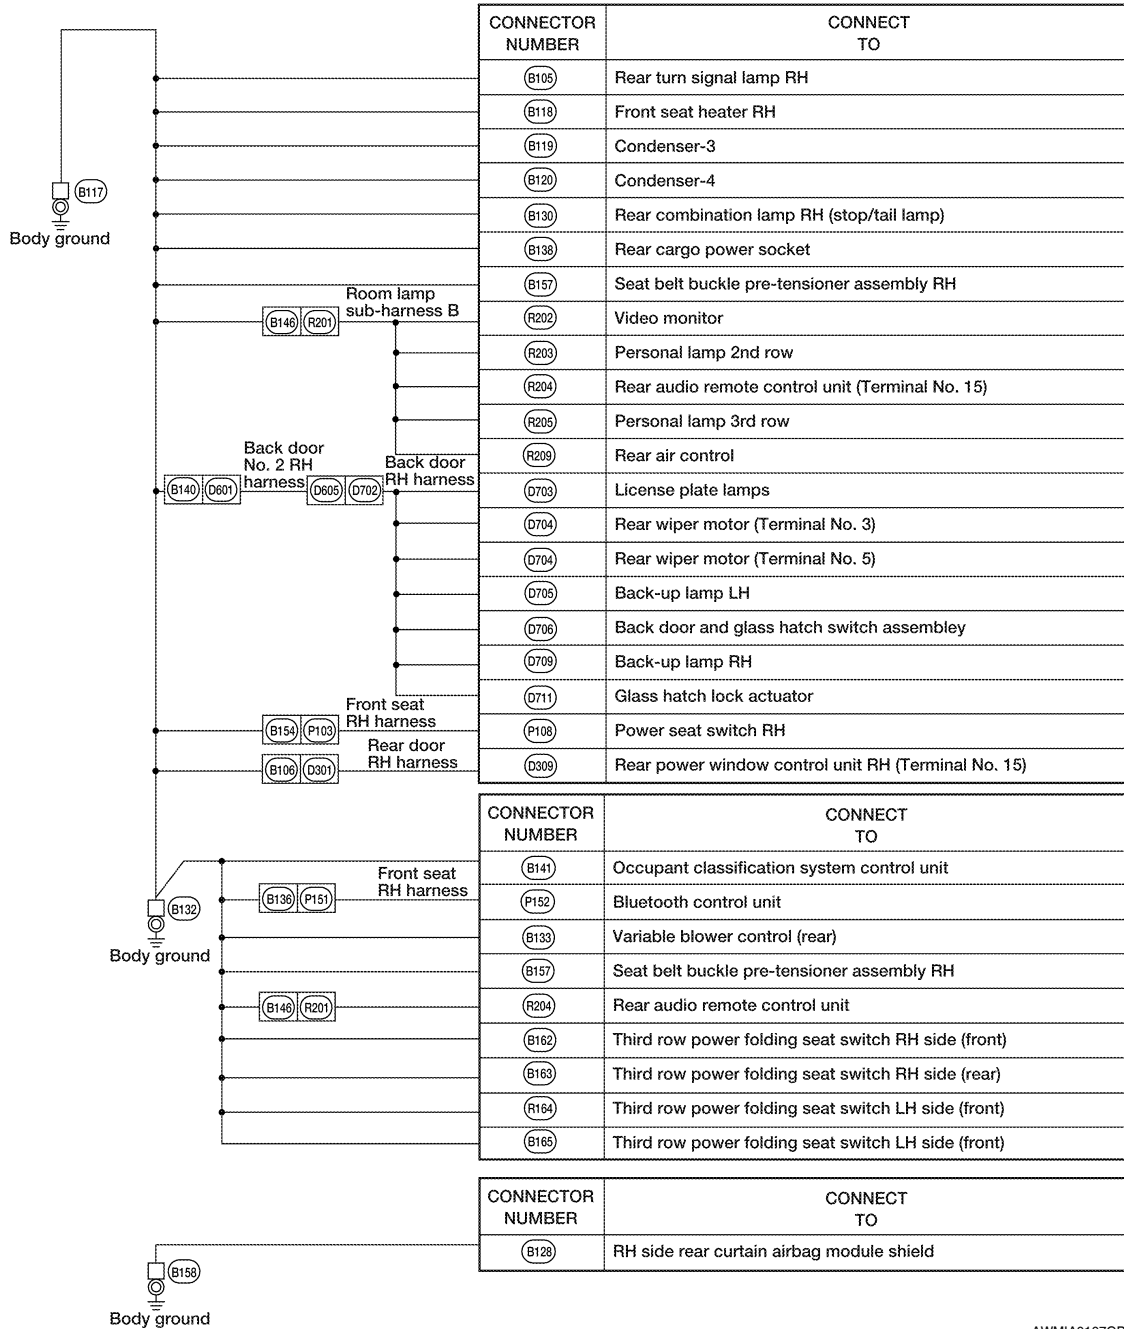 CONNECTOR NUMBER CONNECT TO
B105 Rear turn signal lamp RH
B118 Front seat heater RH
B119 Condenser-3
B120 Condenser-4
B117
Body ground
B130 Rear combination lamp RH (stop/tail lamp)
B138 Rear cargo power socket
B157 Seat belt buckle pre-tensioner assembly RH
Room lamp
sub-harness B
B146 R201
R202 Video monitor
R203 Personal lamp 2nd row
R204 Rear audio remote control unit (Terminal No. 15)
R205 Personal lamp 3rd row
R209 Rear air control
Back door
No. 2 RH
harness
Back door
RH harness
B140 D601 D605 D702
D703 License plate lamps
D704 Rear wiper motor (Terminal No. 3)
D704 Rear wiper motor (Terminal No. 5)
D705 Back-up lamp LH
D706 Back door and glass hatch switch assembley
D709 Back-up lamp RH
D711 Glass hatch lock actuator
Front seat
RH harness
B154 P103
P108 Power seat switch RH
Rear door
RH harness
B106 D301
D309 Rear power window control unit RH (Terminal No. 15)
CONNECTOR NUMBER CONNECT TO
B141 Occupant classification system control unit
Front seat
RH harness
B136 P151
P152 Bluetooth control unit
B132
Body ground
B133 Variable blower control (rear)
B157 Seat belt buckle pre-tensioner assembly RH
B146 R201
R204 Rear audio remote control unit
B162 Third row power folding seat switch RH side (front)
B163 Third row power folding seat switch RH side (rear)
R164 Third row power folding seat switch LH side (front)
B165 Third row power folding seat switch LH side (front)
CONNECTOR NUMBER CONNECT TO
B128 RH side rear curtain airbag module shield
B158
Body ground